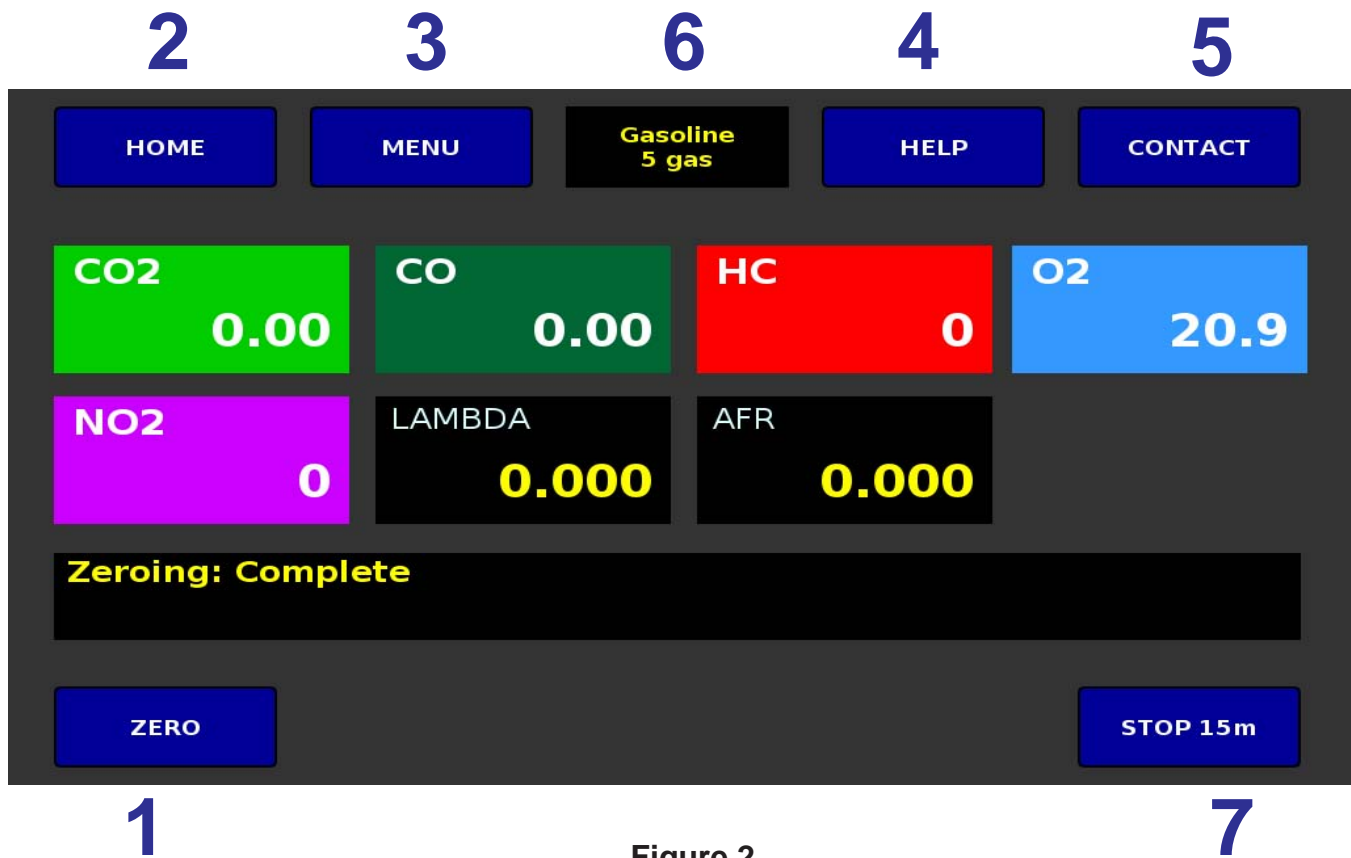 2 3 6 4 5
HOME MENU Gasoline HELP CONTACT
5 gas
CO2 CO HC O2
0.00 0.00 0 20.9
NO2 LAMBDA AFR
0 0.000 0.000
Zeroing: Complete
ZERO STOP 15m
1 7
Figure 2